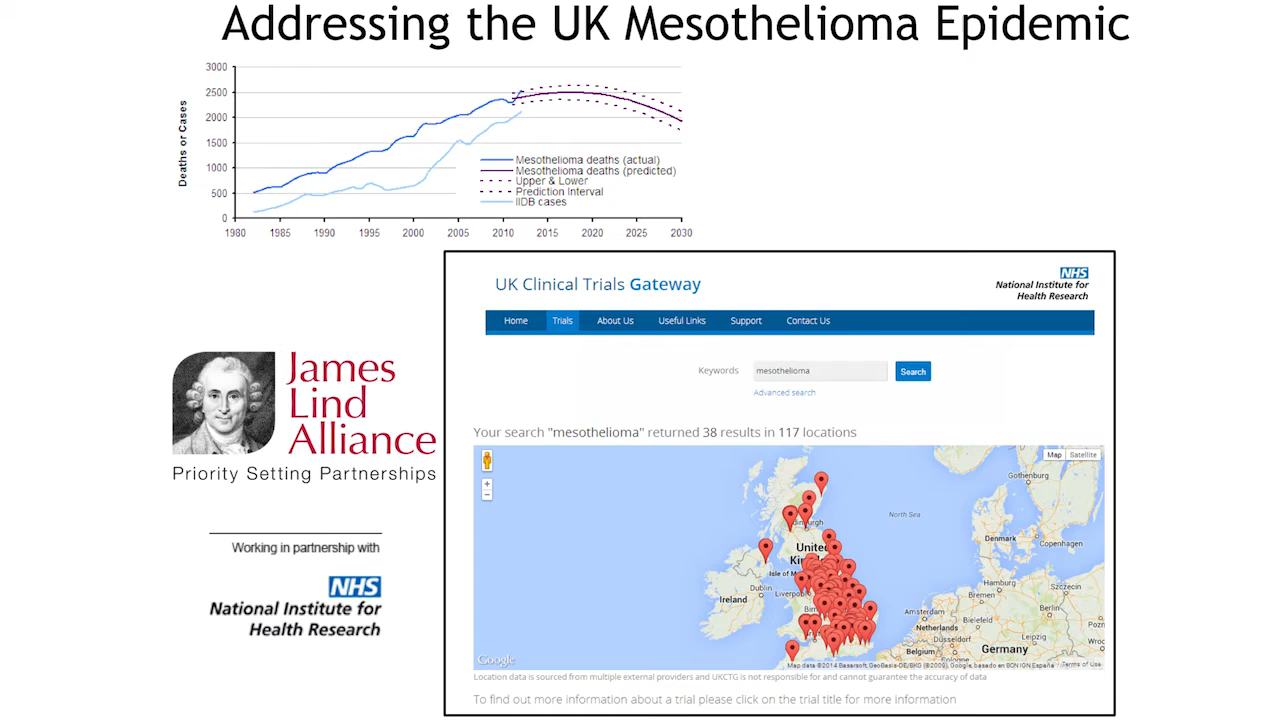 Addressing the UK Mesothelioma Epidemic
3000
2500
2000
1500
1000
500
0
Deaths or Cases
Mesothelioma deaths (actual)
Mesothelioma deaths (predicted)
Upper & Lower
Prediction Interval
IIDB cases
1980 1985 1990 1995 2000 2005 2010 2015 2020 2025 2030
James
Lind
Alliance
Priority Setting Partnerships
Working in partnership with
NHS
National Institute for
Health Research
UK Clinical Trials Gateway
NHS
National Institute for
Health Research
Home Trials About Us Useful Links Support Contact Us
Keywords mesothelioma Search
Advanced search
Your search "mesothelioma" returned 38 results in 117 locations
Map Satellite
+
−
Gothenburg
North Sea
Denmark
Copenhagen
United
Isle of
Dublin
Ireland
Hamburg
Szczecin
Bremen
Amsterdam
Netherlands
Berlin
Bielefeld
Düsseldorf
Leipzig
Belgium
Cologne
Germany
Google
Map data ©2014 Basarsoft, GeoBasis-DE/BKG (©2009), Google, basado en BCN IGN España Terms of Use
Location data is sourced from multiple external providers and UKCTG is not responsible for and cannot guarantee the accuracy of data
To find out more information about a trial please click on the trial title for more information